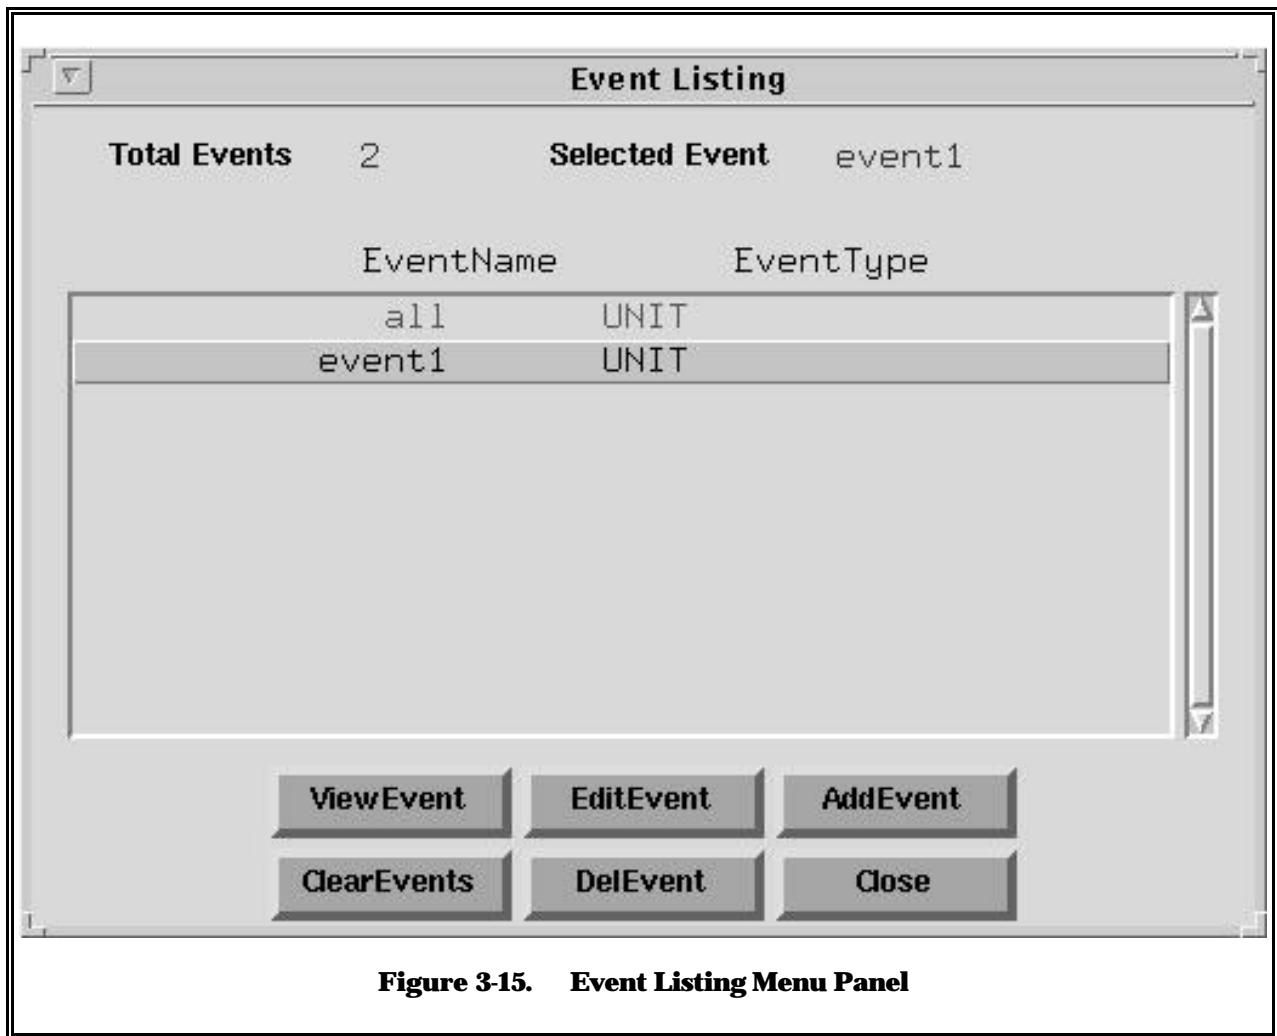 Event Listing
Total Events 2 Selected Event event1
EventName EventType
all UNIT
event1 UNIT
ViewEvent EditEvent AddEvent
ClearEvents DelEvent Close
Figure 3-15. Event Listing Menu Panel